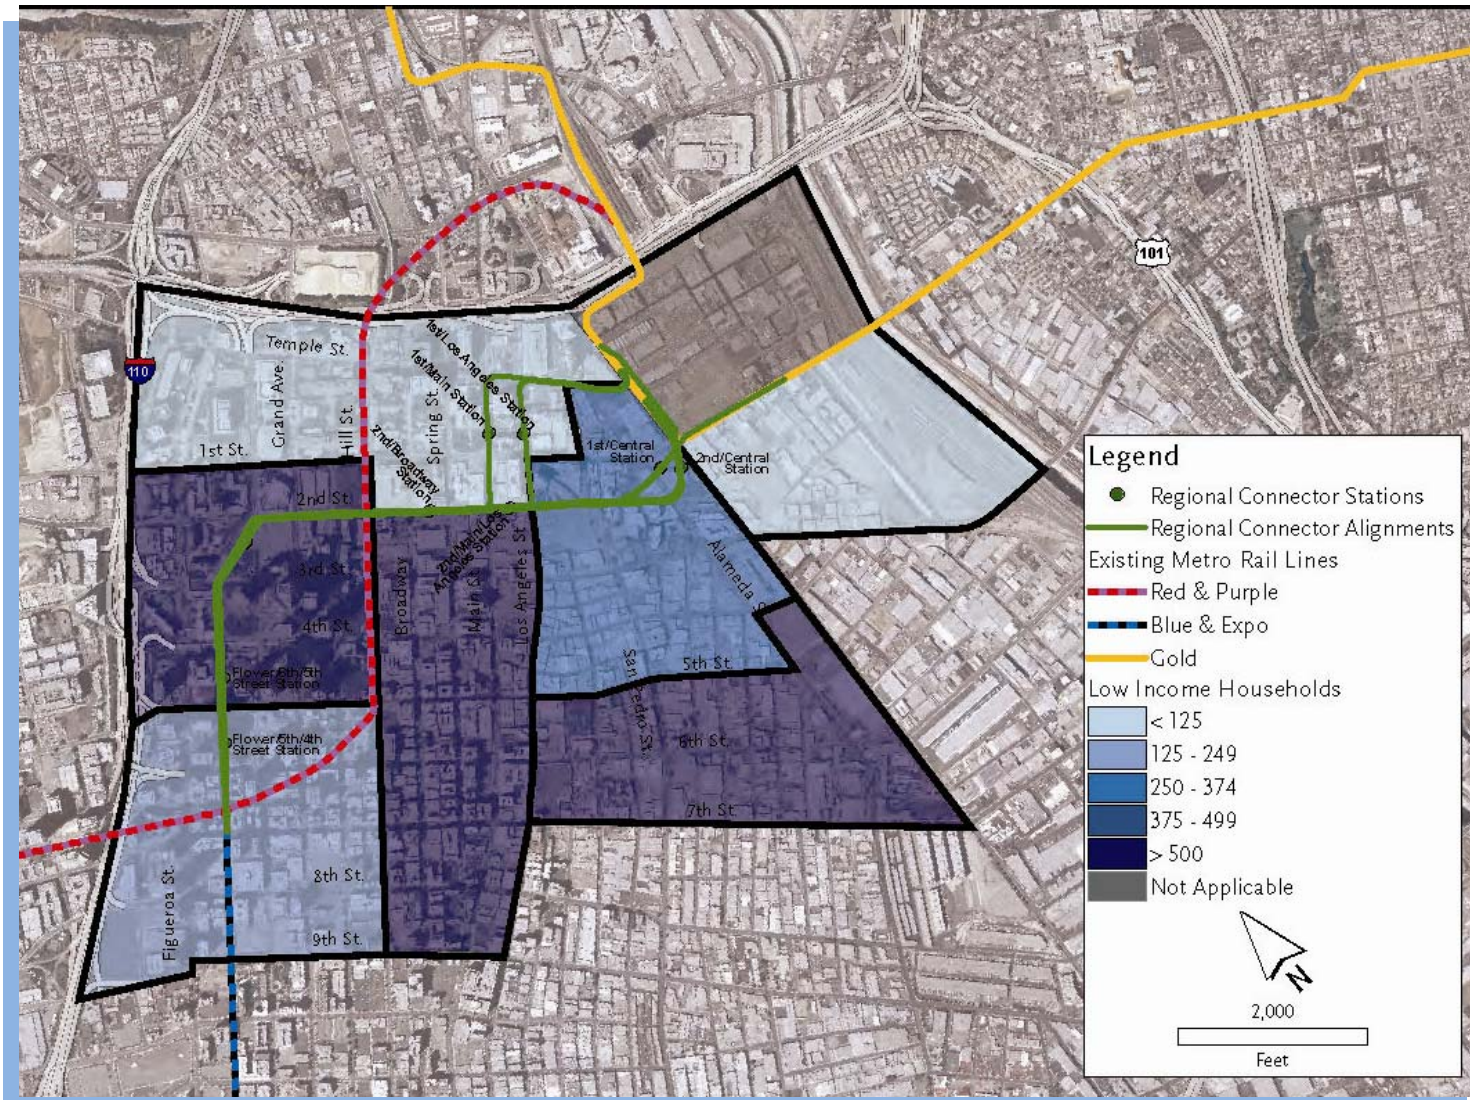 101
110
Temple St.
Grand Ave.
Hill St.
Spring St.
1st/Los Angeles Station
1st/Main Station
1st St.
2nd/Broadway
Station
1st/Central
Station
2nd/Central
Station
2nd St.
2nd/Main/Los
Angeles Station
3rd St.
4th St.
Broadway
Main St.
Los Angeles St.
Alameda
Flower/6th/5th
Street Station
San Pedro St.
5th St.
6th St.
7th St.
Flower/5th/4th
Street Station
Figueroa St.
8th St.
9th St.
Legend
Regional Connector Stations
Regional Connector Alignments
Existing Metro Rail Lines
Red & Purple
Blue & Expo
Gold
Low Income Households
< 125
125 - 249
250 - 374
375 - 499
> 500
Not Applicable
N
2,000
Feet